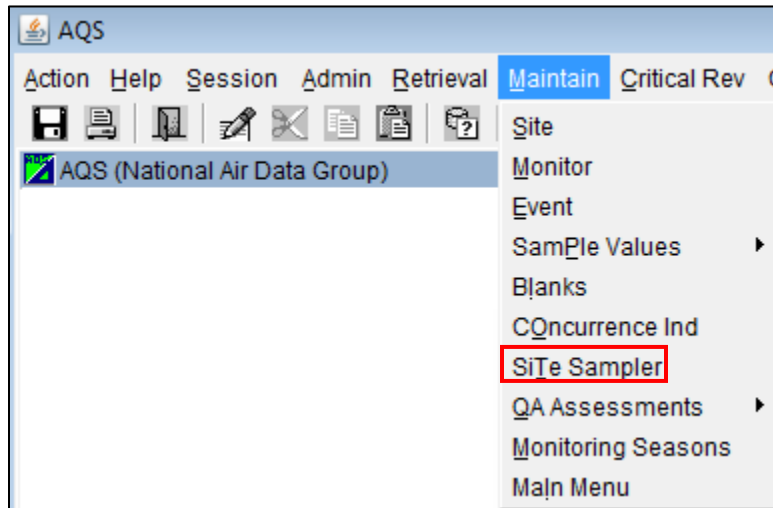 AQS
Action Help Session Admin Retrieval Maintain Critical Rev
AQS (National Air Data Group)
Site
Monitor
Event
SamPle Values
Blanks
COncurrence Ind
SiTe Sampler
QA Assessments
Monitoring Seasons
MaIn Menu